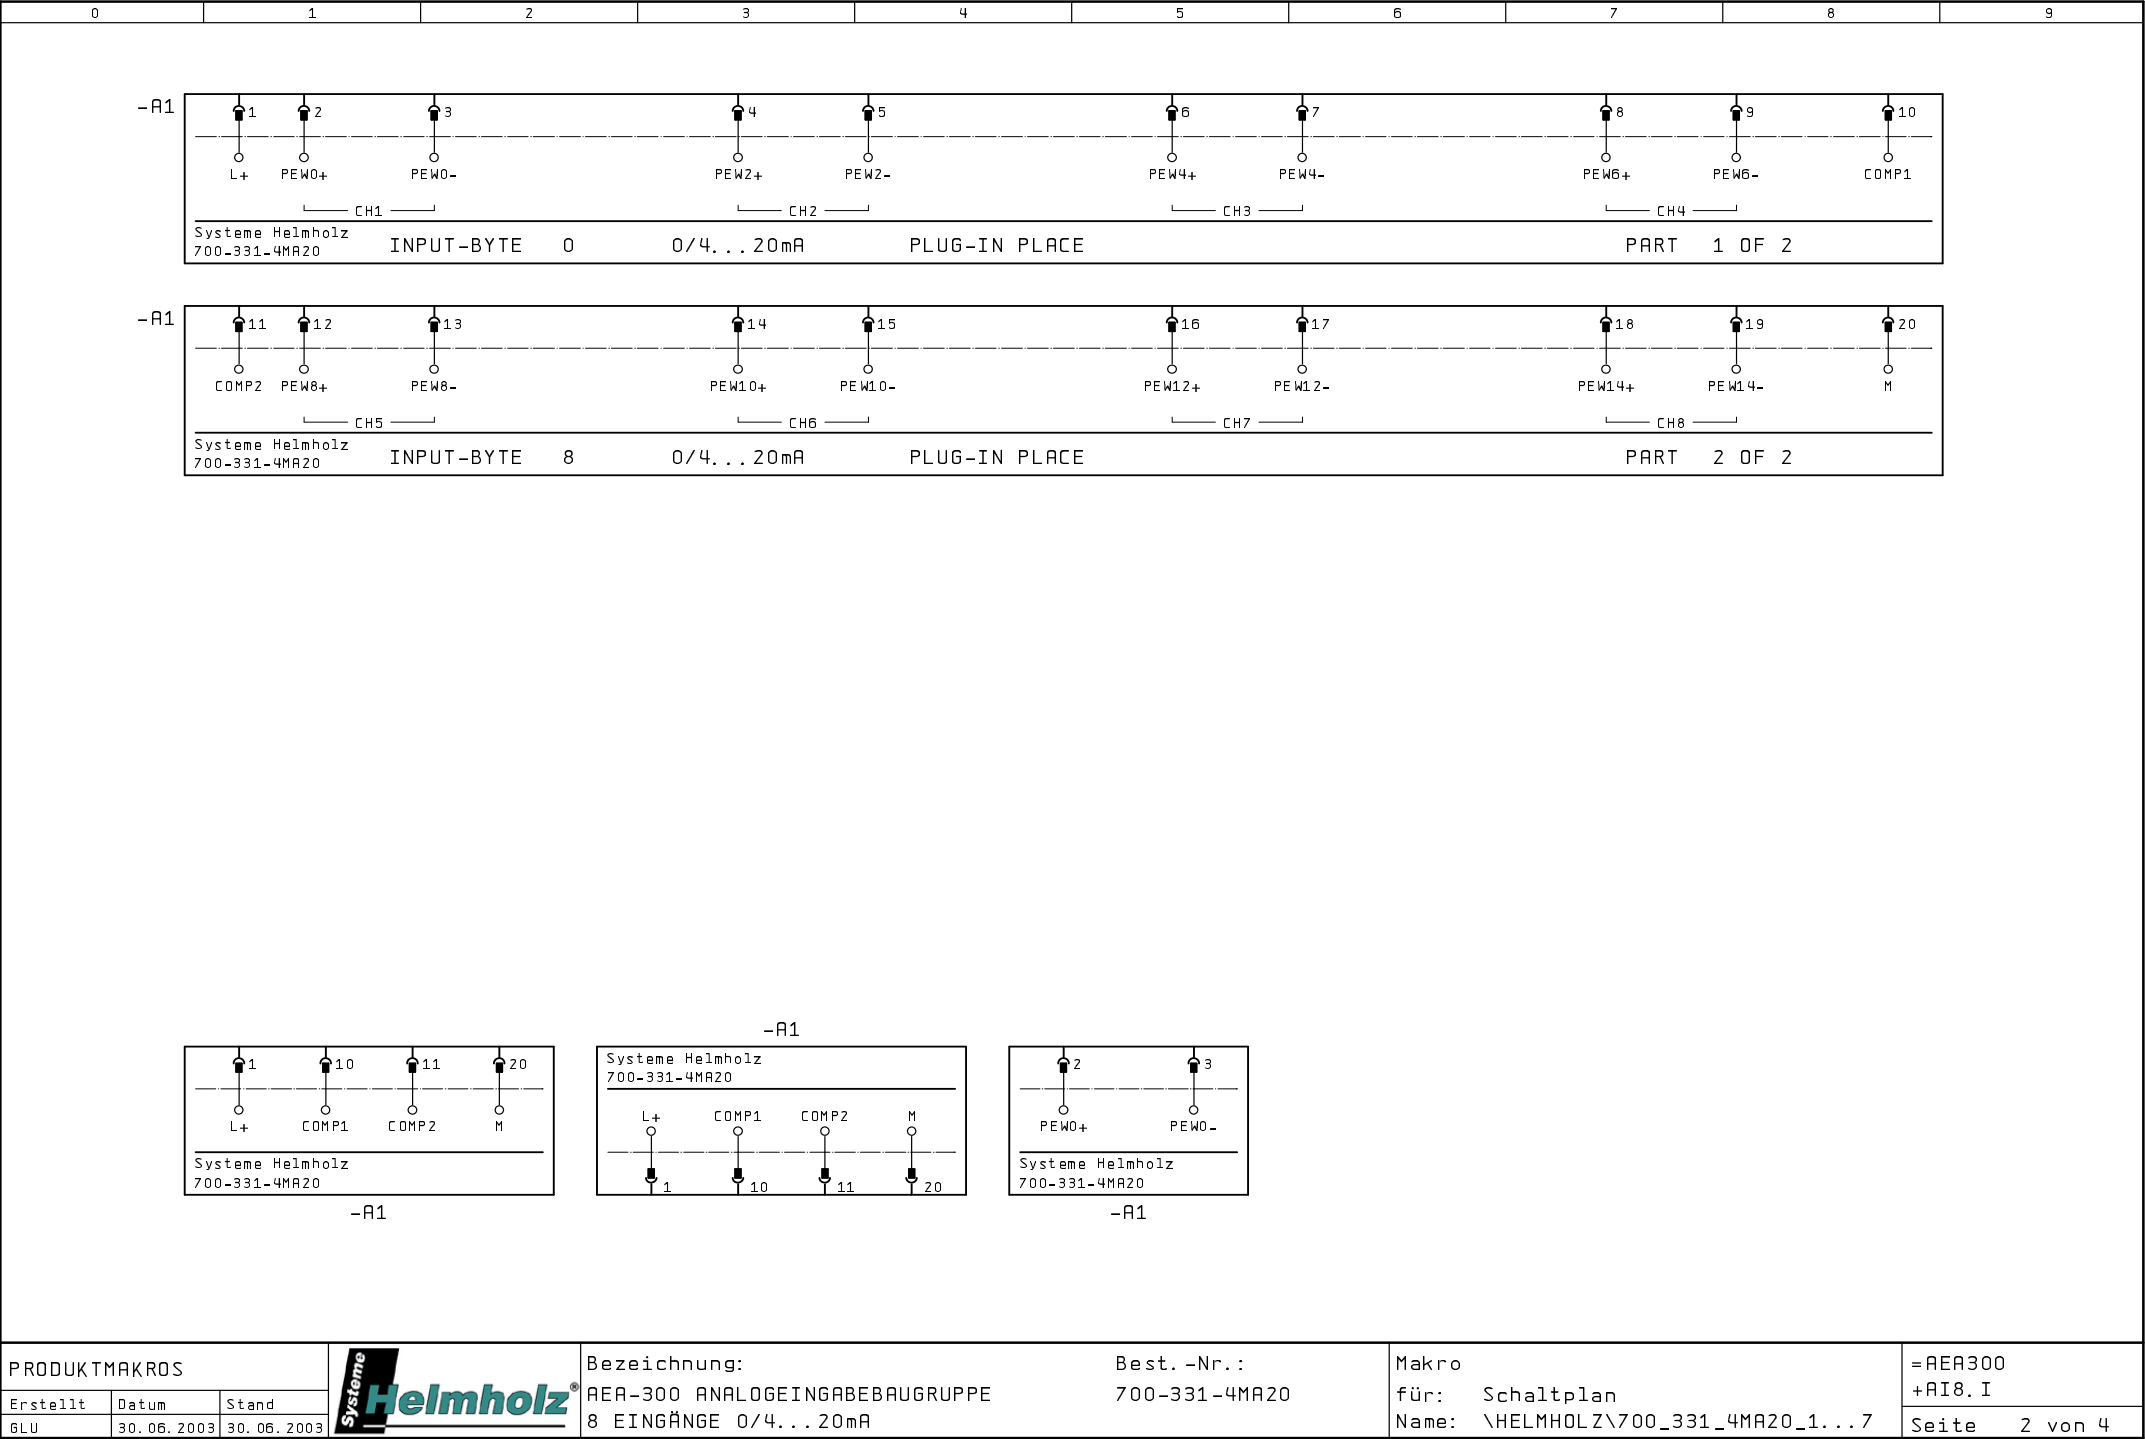 0 1 2 3 4 5 6 7 8 9
-A1 1 2 3 4 5 6 7 8 9 10
L+ PEW0+ PEW0- PEW2+ PEW2- PEW4+ PEW4- PEW6+ PEW6- COMP1
CH1 CH2 CH3 CH4
Systeme Helmholz
700-331-4MA20 INPUT-BYTE 0 0/4...20mA PLUG-IN PLACE PART 1 OF 2
-A1 11 12 13 14 15 16 17 18 19 20
COMP2 PEW8+ PEW8- PEW10+ PEW10- PEW12+ PEW12- PEW14+ PEW14- M
CH5 CH6 CH7 CH8
Systeme Helmholz
700-331-4MA20 INPUT-BYTE 8 0/4...20mA PLUG-IN PLACE PART 2 OF 2
1 10 11 20
L+ COMP1 COMP2 M
Systeme Helmholz
700-331-4MA20
-A1
-A1
Systeme Helmholz
700-331-4MA20
L+ COMP1 COMP2 M
1 10 11 20
2 3
PEW0+ PEW0-
Systeme Helmholz
700-331-4MA20
-A1
PRODUKTMAKROS
Erstellt Datum Stand
GLU 30.06.2003 30.06.2003
Systeme
Helmholz®
Bezeichnung: Best.-Nr.:
AEA-300 ANALOGEINGABEBAUGRUPPE 700-331-4MA20
8 EINGÄNGE 0/4...20mA
Makro
für: Schaltplan
Name: \HELMHOLZ\700_331_4MA20_1...7
=AEA300
+AI8.I
Seite 2 von 4